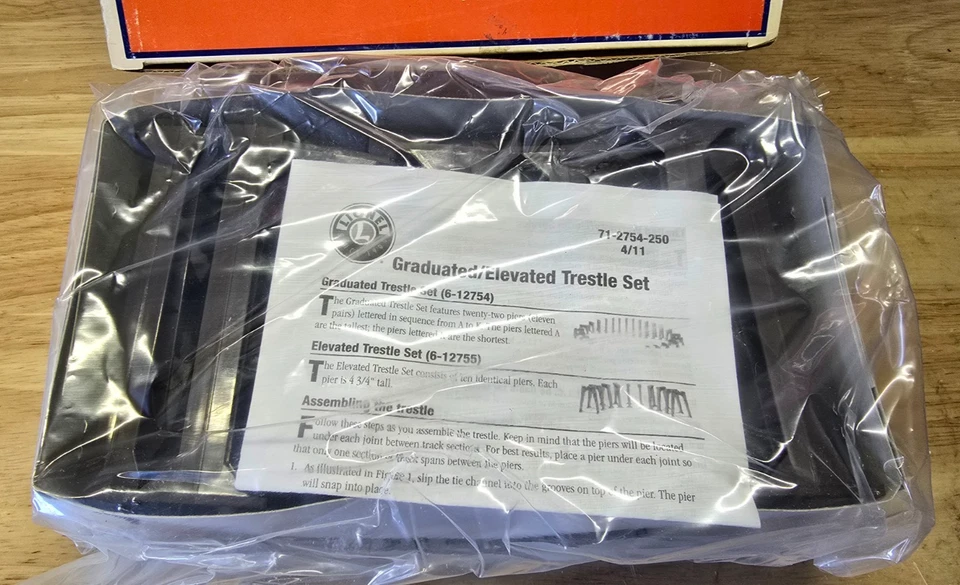 LIONEL
L
71-2754-250
4/11
Graduated/Elevated Trestle Set
Graduated Trestle Set (6-12754)
The Graduated Trestle Set features twenty-two piers (eleven
pairs) lettered in sequence from A to The piers lettered A
are the tallest; the piers lettered are the shortest.
Elevated Trestle Set (6-12755)
The Elevated Trestle Set consists of ten identical piers. Each
pier is 4 3/4" tall.
Assembling the trestle
Follow these steps as you assemble the trestle. Keep in mind that the piers will be located
under each joint between track sections. For best results, place a pier under each joint so
that only one section of track spans between the piers.
1. As illustrated in Figure 1, slip the tie channel into the grooves on top of the pier. The pier
will snap into place.